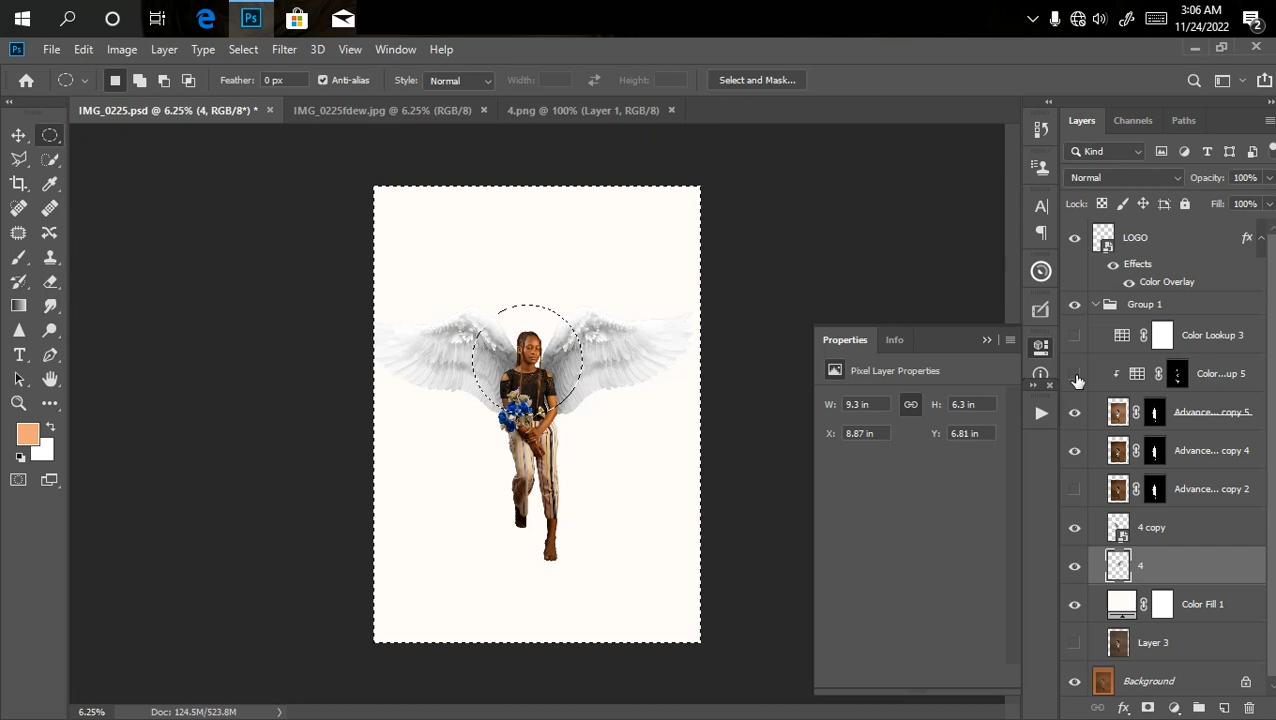 3:06 AM
11/24/2022
2
Ps
Ps File Edit Image Layer Type Select Filter 3D View Window Help
Feather: 0 px Anti-alias Style: Normal Width: Height: Select and Mask...
IMG_0225.psd @ 6.25% (4, RGB/8*) * IMG_0225fdew.jpg @ 6.25% (RGB/8) 4.png @ 100% (Layer 1, RGB/8)
Layers Channels Paths
Kind
Normal Opacity: 100%
Lock: Fill: 100%
LOGO fx
Effects
Color Overlay
Group 1
Color Lookup 3
Color...up 5
Advance... copy 5
Advance... copy 4
Advance... copy 2
4 copy
4
Color Fill 1
Layer 3
Background
Properties Info
Pixel Layer Properties
W: 9.3 in H: 6.3 in
X: 8.87 in Y: 6.81 in
6.25% Doc: 124.5M/523.8M
fx